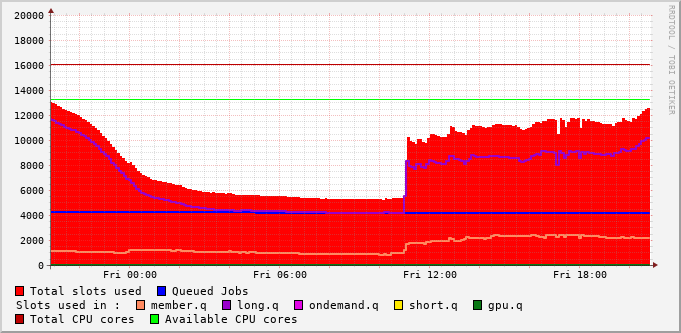 RRDTOOL / TOBI OETIKER
20000
18000
16000
14000
12000
10000
8000
6000
4000
2000
0
Fri 00:00 Fri 06:00 Fri 12:00 Fri 18:00
Total slots used Queued Jobs
Slots used in : member.q long.q ondemand.q short.q gpu.q
Total CPU cores Available CPU cores